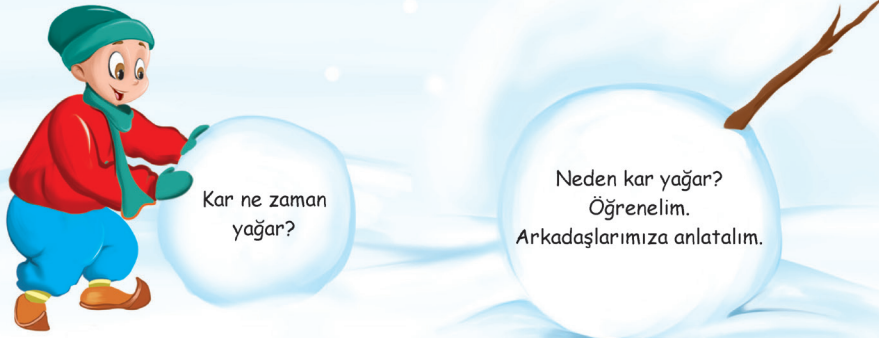 Kar ne zaman
yağar?
Neden kar yağar?
Öğrenelim.
Arkadaşlarımıza anlatalım.